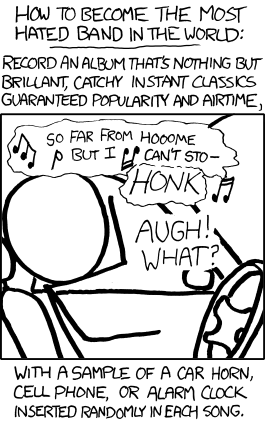 HOW TO BECOME THE MOST
HATED BAND IN THE WORLD:
RECORD AN ALBUM THAT'S NOTHING BUT
BRILLANT, CATCHY INSTANT CLASSICS
GUARANTEED POPULARITY AND AIRTIME,
SO FAR FROM HOOOME
BUT I CAN'T STO-
HONK
AUGH!
WHAT?
WITH A SAMPLE OF A CAR HORN,
CELL PHONE, OR ALARM CLOCK
INSERTED RANDOMLY IN EACH SONG.